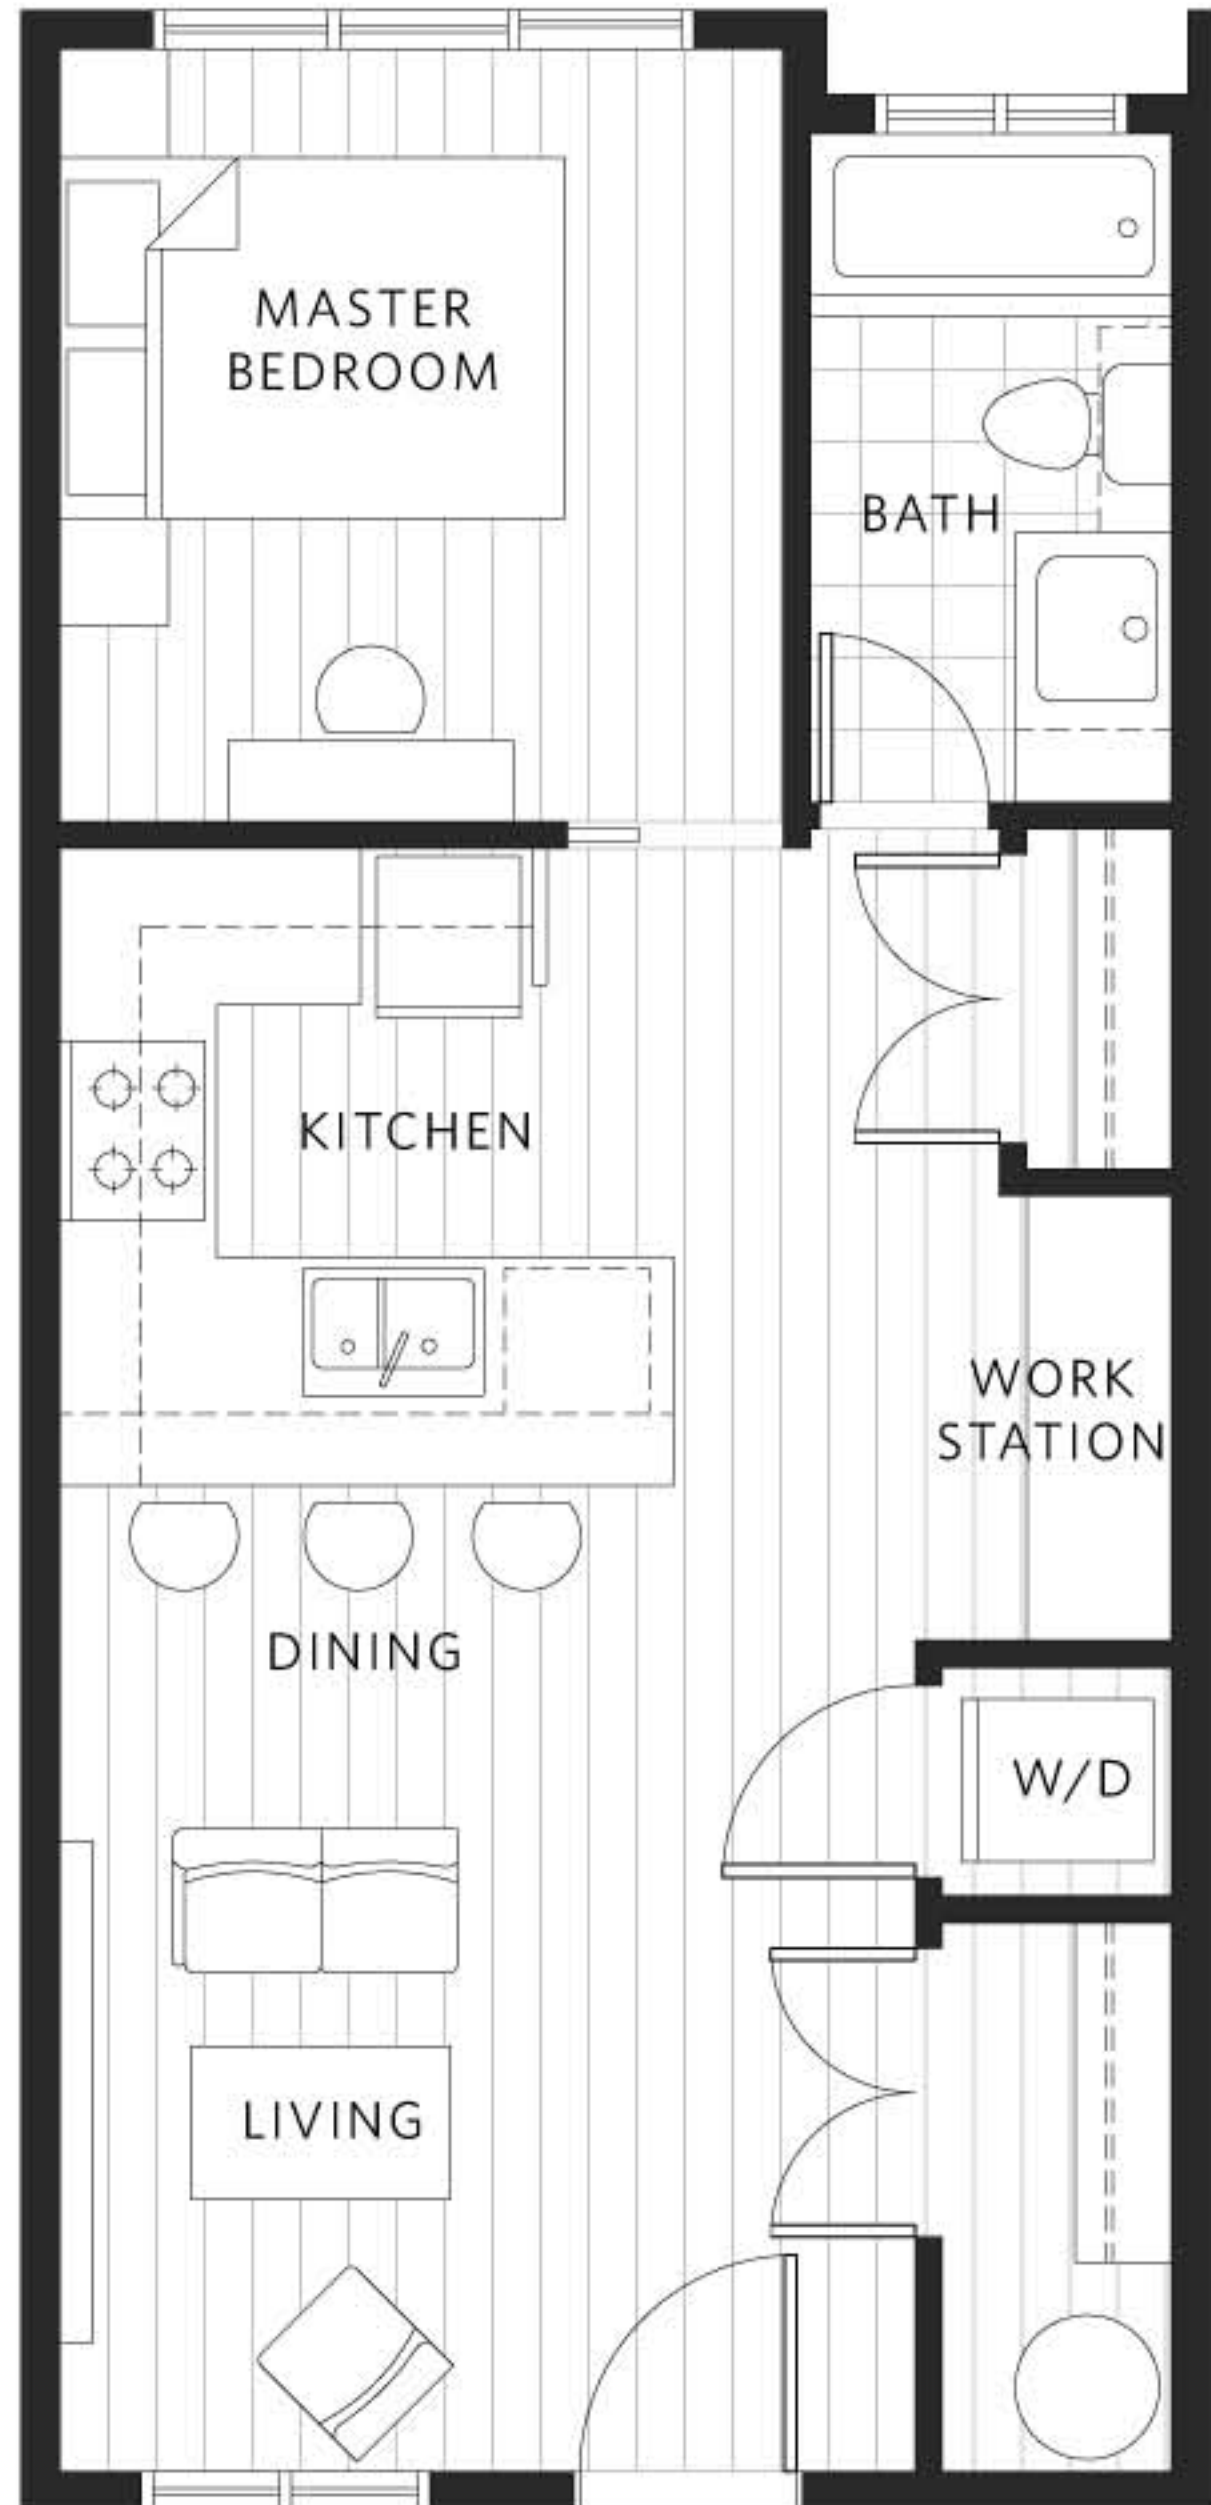 MASTER
BEDROOM
BATH
KITCHEN
WORK
STATION
DINING
W/D
LIVING